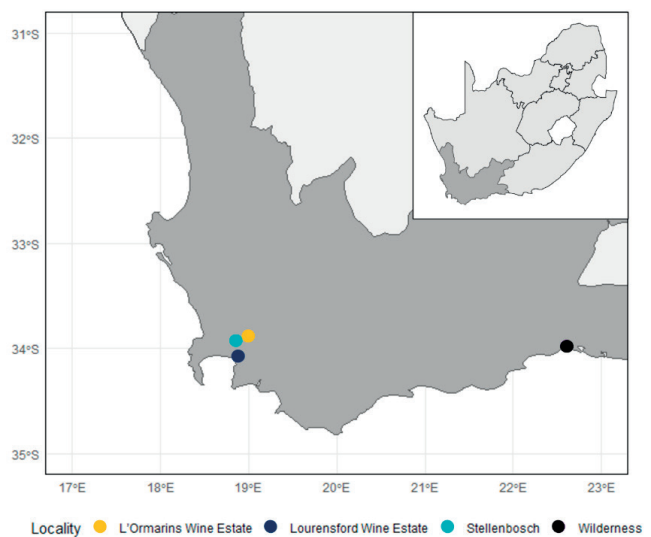 31°S
32°S
33°S
34°S
35°S
17°E 18°E 19°E 20°E 21°E 22°E 23°E
Locality L'Ormarins Wine Estate Lourensford Wine Estate Stellenbosch Wilderness